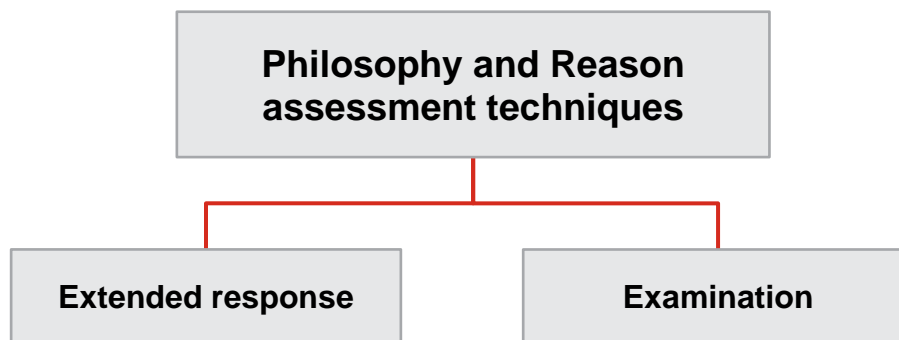 Philosophy and Reason
assessment techniques
Extended response
Examination